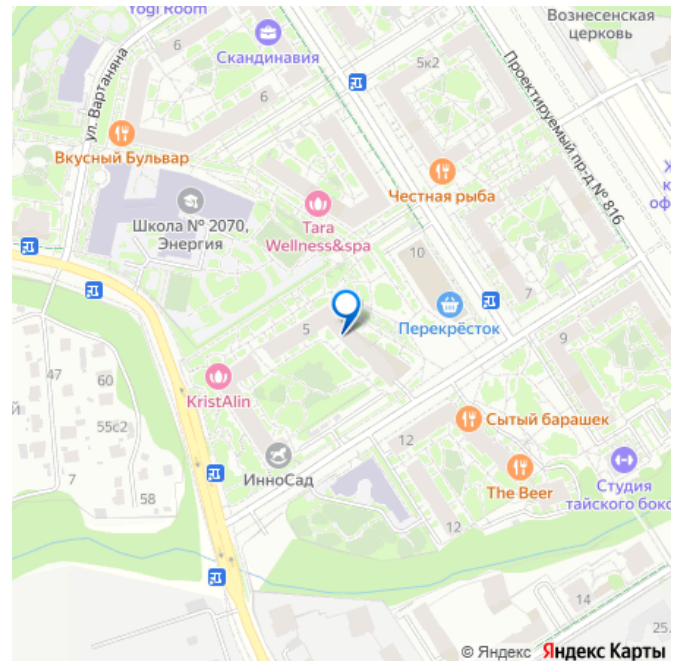 Yogi Room
Вознесенская
церковь
6
Скандинавия
5к2
ул. Вартаняна
6
Проектируемый пр-д № 816
Вкусный Бульвар
Честная рыба
Школа № 2070,
Энергия
Tara
Wellness&spa
10
7
5
Перекрёсток
9
47
60
KristAlin
55с2
12
Сытый барашек
ИнноСад
The Beer
Студия
тайского бокс
7
58
12
14
25
© Яндекс Яндекс Карты